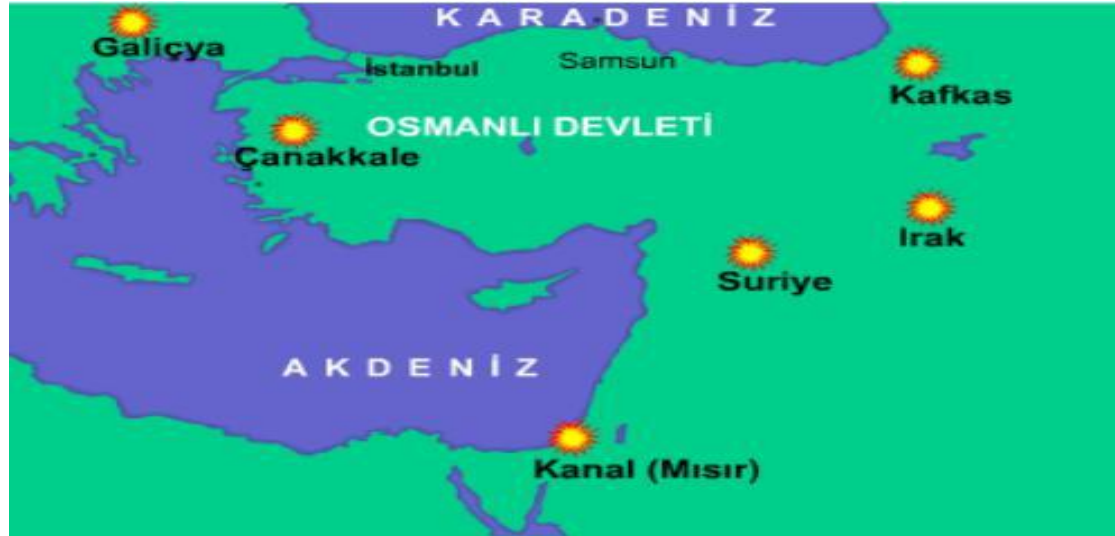 KARADENİZ
Galiçya
İstanbul
Samsun
Kafkas
OSMANLI DEVLETİ
Çanakkale
Irak
Suriye
AKDENİZ
Kanal (Mısır)